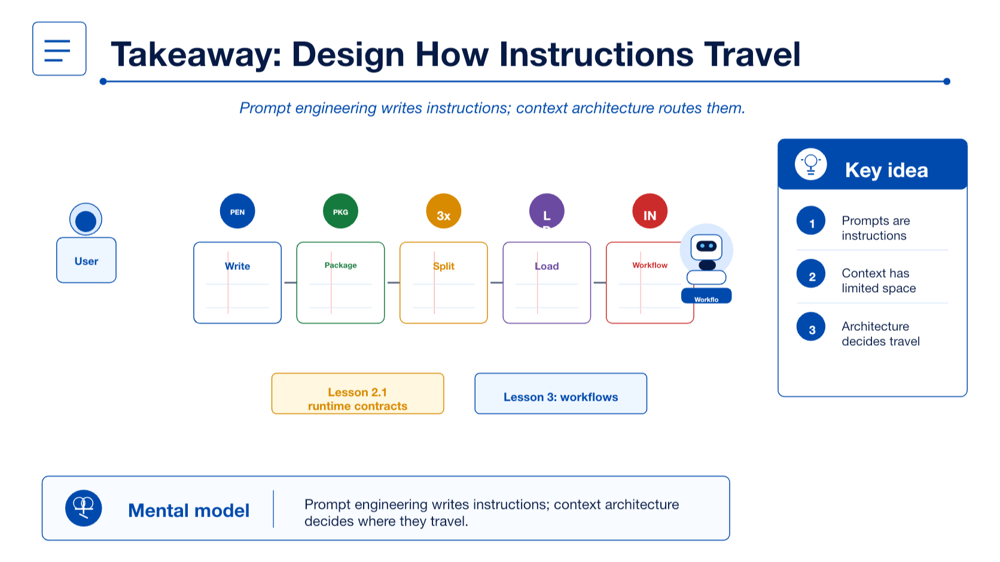 Takeaway: Design How Instructions Travel
Prompt engineering writes instructions; context architecture routes them.
Key idea
1
Prompts are
instructions
2
Context has
limited space
3
Architecture
decides travel
User
PEN
PKG
3x
L
IN
Write
Package
Split
Load
Workflow
Workflo
Lesson 2.1
runtime contracts
Lesson 3: workflows
Mental model
Prompt engineering writes instructions; context architecture
decides where they travel.